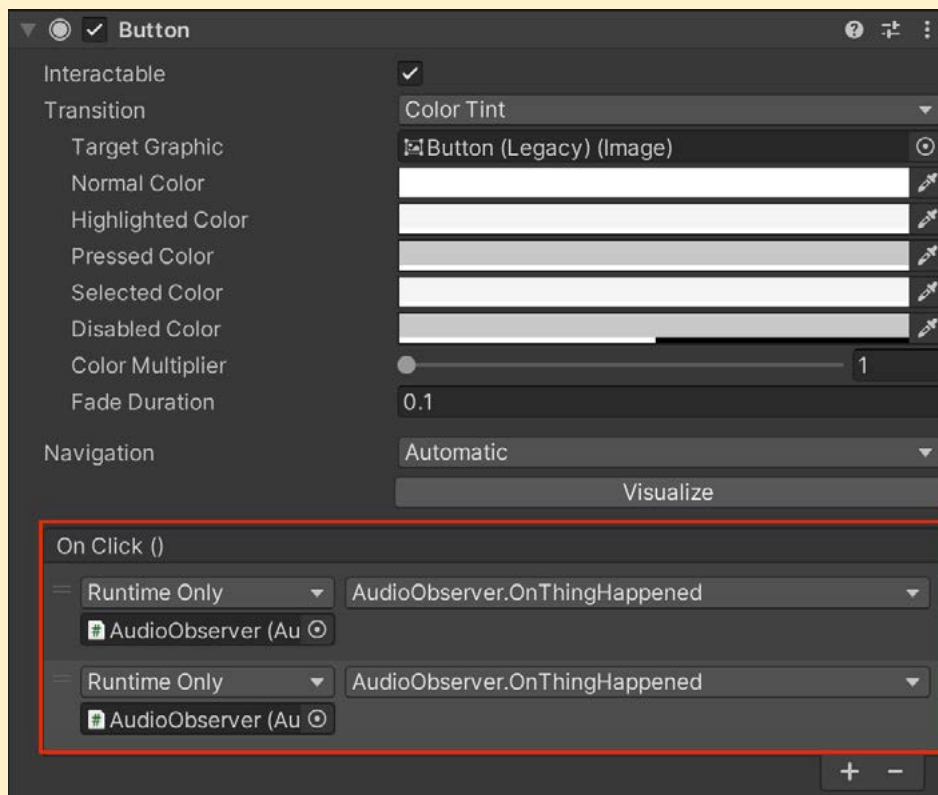 Button
Interactable
Transition Color Tint
Target Graphic Button (Legacy) (Image)
Normal Color
Highlighted Color
Pressed Color
Selected Color
Disabled Color
Color Multiplier 1
Fade Duration 0.1
Navigation Automatic
Visualize
On Click ()
Runtime Only AudioObserver.OnThingHappened
# AudioObserver (Au
Runtime Only AudioObserver.OnThingHappened
# AudioObserver (Au
+ −